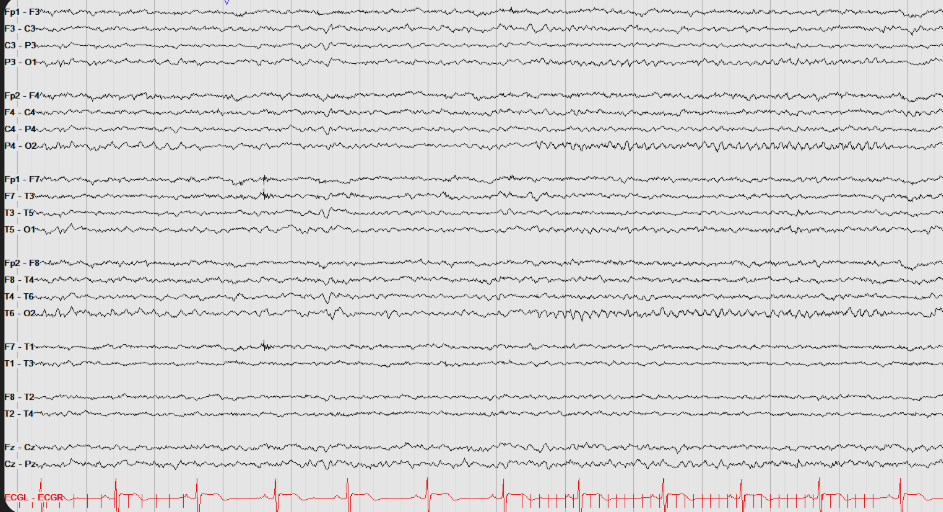 Fp1 - F3
F3 - C3
C3 - P3
P3 - O1
Fp2 - F4
F4 - C4
C4 - P4
P4 - O2
Fp1 - F7
F7 - T3
T3 - T5
T5 - O1
Fp2 - F8
F8 - T4
T4 - T6
T6 - O2
F7 - T1
T1 - T3
F8 - T2
T2 - T4
Fz - Cz
Cz - Pz
ECGL - ECGR